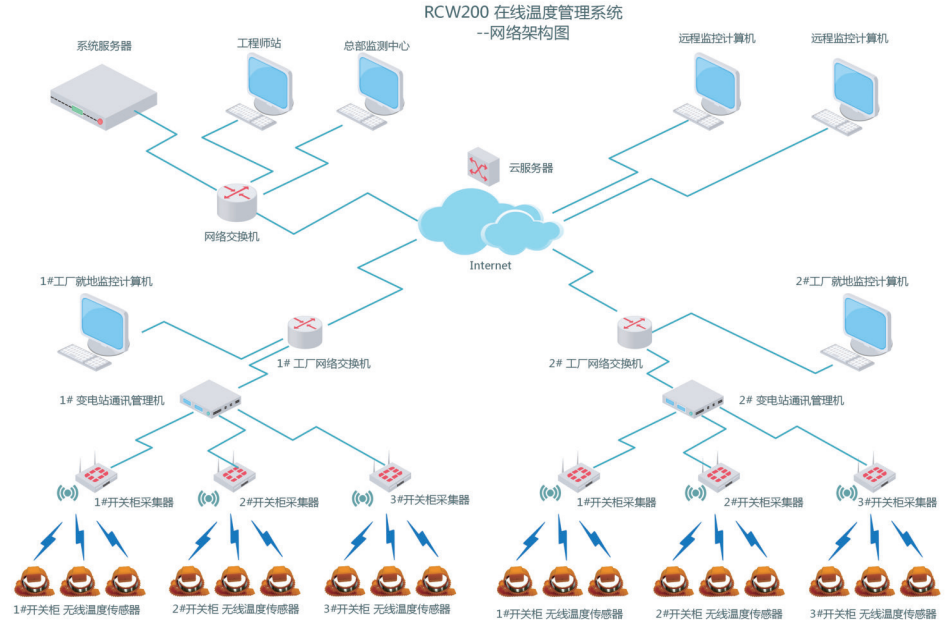 RCW200 在线温度管理系统
--网络架构图
系统服务器
工程师站
总部监测中心
远程监控计算机
远程监控计算机
云服务器
网络交换机
Internet
1#工厂就地监控计算机
2#工厂就地监控计算机
1# 工厂网络交换机
2# 工厂网络交换机
1# 变电站通讯管理机
2# 变电站通讯管理机
1#开关柜采集器
2#开关柜采集器
3#开关柜采集器
1#开关柜采集器
2#开关柜采集器
3#开关柜采集器
1#开关柜 无线温度传感器
2#开关柜 无线温度传感器
3#开关柜 无线温度传感器
1#开关柜 无线温度传感器
2#开关柜 无线温度传感器
3#开关柜 无线温度传感器